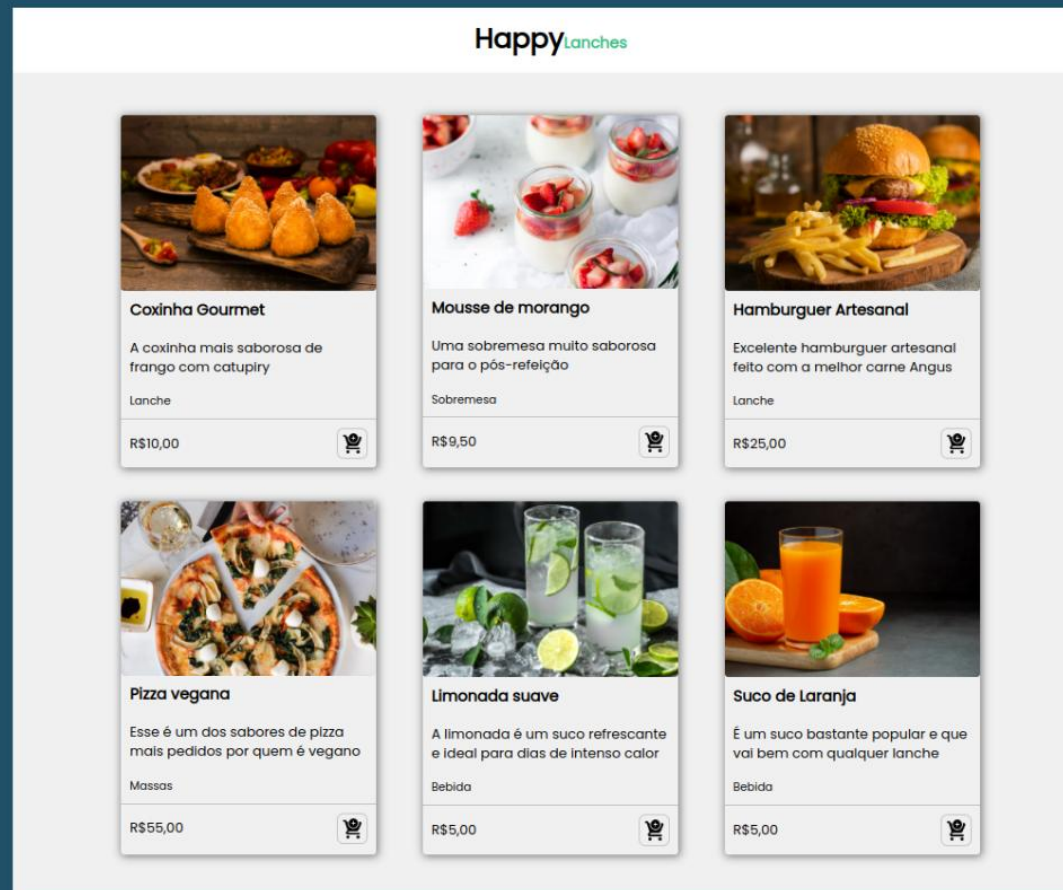 HappyLanches
Coxinha Gourmet
A coxinha mais saborosa de
frango com catupiry
Lanche
R$10,00
Mousse de morango
Uma sobremesa muito saborosa
para o pós-refeição
Sobremesa
R$9,50
Hamburguer Artesanal
Excelente hamburguer artesanal
feito com a melhor carne Angus
Lanche
R$25,00
Pizza vegana
Esse é um dos sabores de pizza
mais pedidos por quem é vegano
Massas
R$55,00
Limonada suave
A limonada é um suco refrescante
e ideal para dias de intenso calor
Bebida
R$5,00
Suco de Laranja
É um suco bastante popular e que
vai bem com qualquer lanche
Bebida
R$5,00